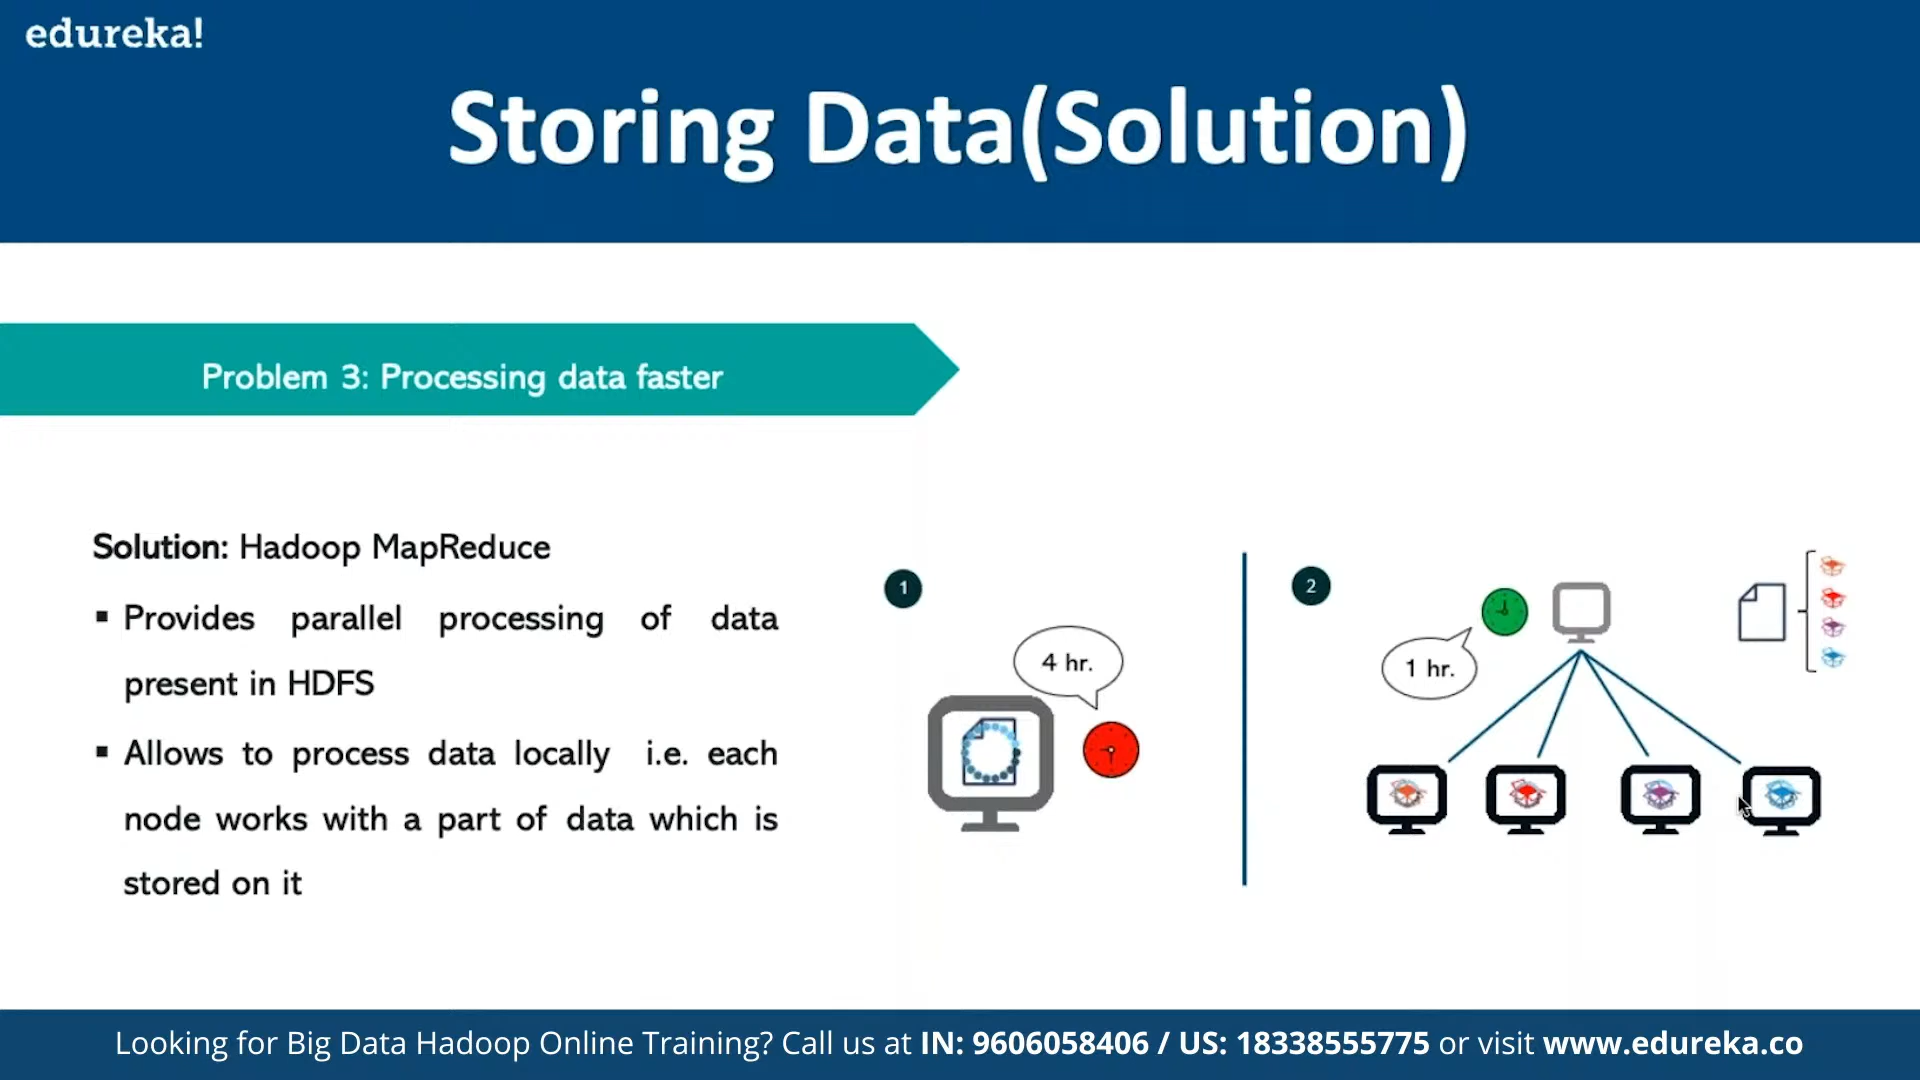 edureka!
Storing Data(Solution)
Problem 3: Processing data faster
Solution: Hadoop MapReduce
▪ Provides parallel processing of data
present in HDFS
▪ Allows to process data locally i.e. each
node works with a part of data which is
stored on it
1
4 hr.
2
1 hr.
Looking for Big Data Hadoop Online Training? Call us at IN: 9606058406 / US: 18338555775 or visit www.edureka.co